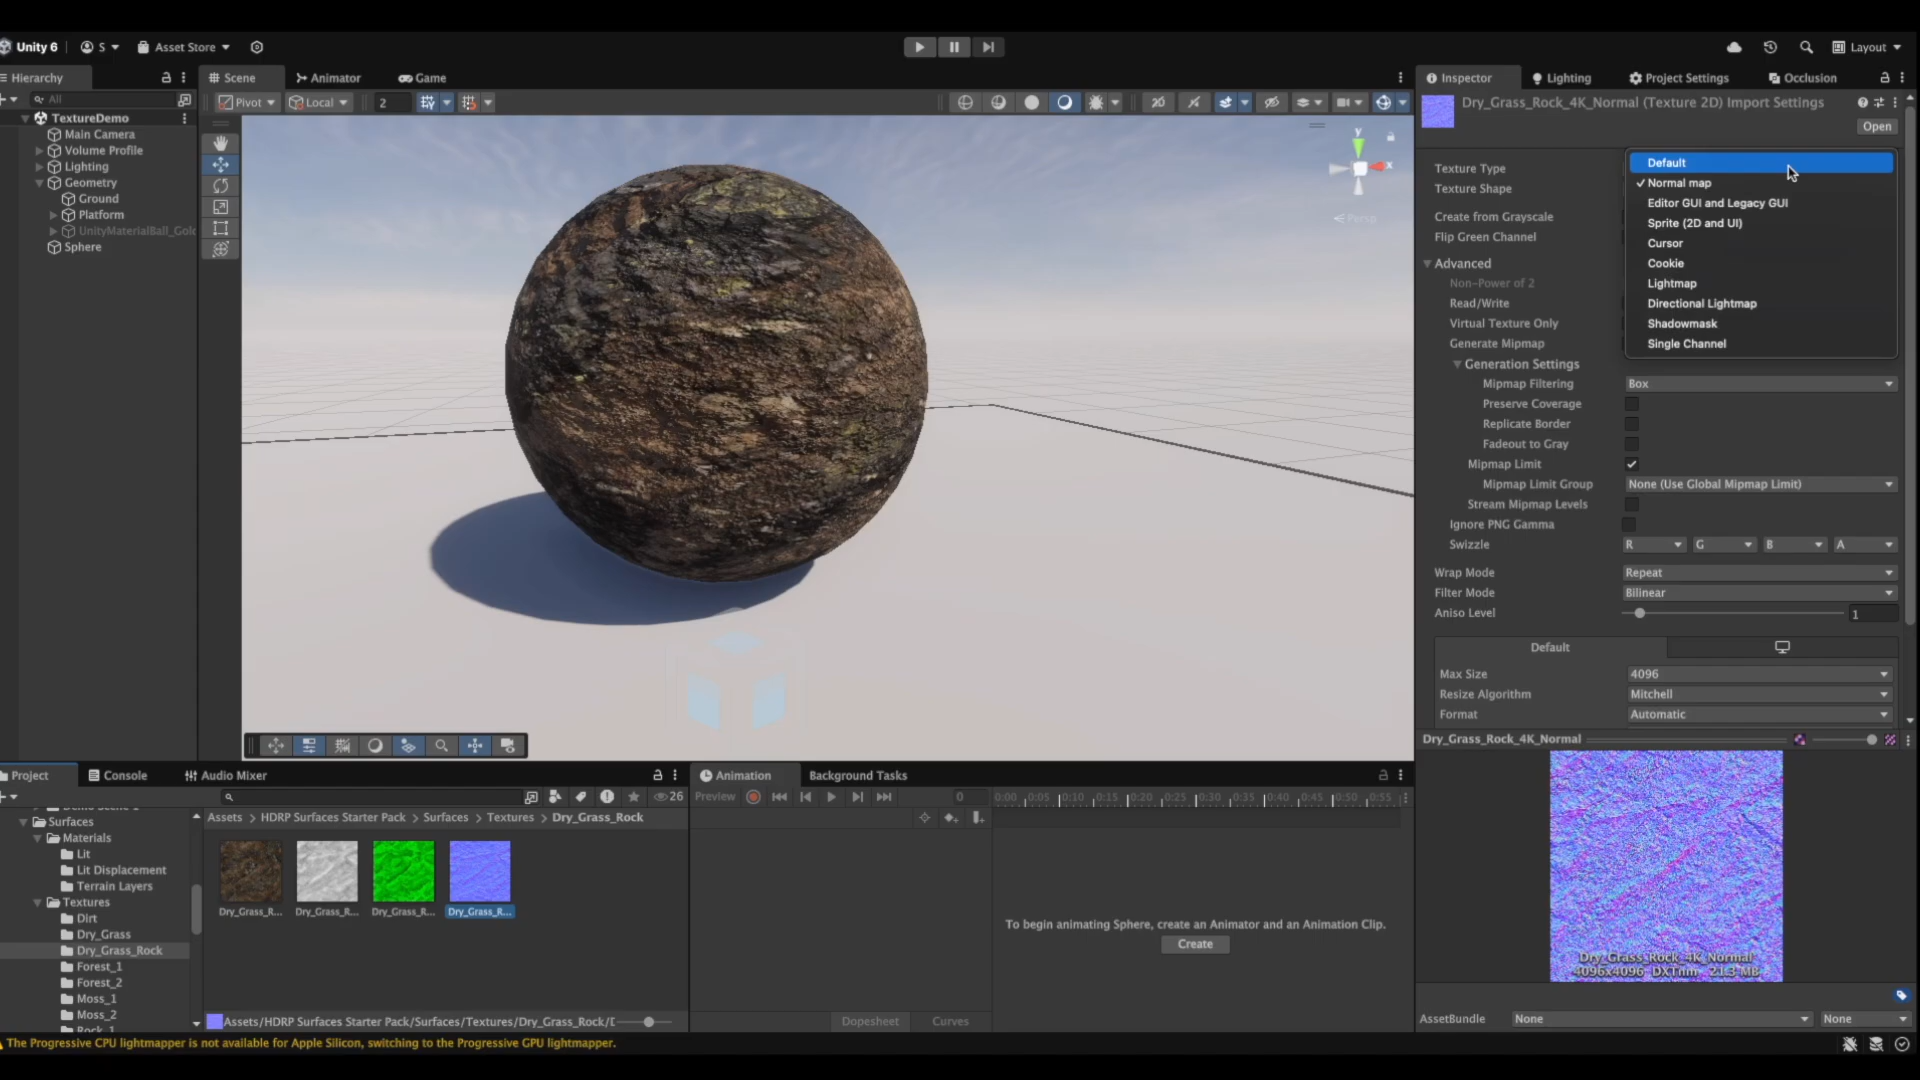 Unity 6
S
Asset Store
Layout
Hierarchy
Scene
Animator
Game
Inspector
Lighting
Project Settings
Occlusion
All
Pivot
Local
2
Dry_Grass_Rock_4K_Normal (Texture 2D) Import Settings
Open
TextureDemo
Main Camera
Volume Profile
Lighting
Geometry
Ground
Platform
UnityMaterialBall_Gold
Sphere
y
x
Persp
Texture Type
Texture Shape
Create from Grayscale
Flip Green Channel
Advanced
Non-Power of 2
Read/Write
Virtual Texture Only
Generate Mipmap
Default
Normal map
Editor GUI and Legacy GUI
Sprite (2D and UI)
Cursor
Cookie
Lightmap
Directional Lightmap
Shadowmask
Single Channel
Generation Settings
Mipmap Filtering
Box
Preserve Coverage
Replicate Border
Fadeout to Gray
Mipmap Limit
Mipmap Limit Group
None (Use Global Mipmap Limit)
Stream Mipmap Levels
Ignore PNG Gamma
Swizzle
R
G
B
A
Wrap Mode
Repeat
Filter Mode
Bilinear
Aniso Level
1
Default
Max Size
4096
Resize Algorithm
Mitchell
Format
Automatic
Dry_Grass_Rock_4K_Normal
Dry_Grass_Rock_4K_Normal
4096x4096 DXTnm 21.3 MB
AssetBundle
None
None
Project
Console
Audio Mixer
26
Surfaces
Materials
Lit
Lit Displacement
Terrain Layers
Textures
Dirt
Dry_Grass
Dry_Grass_Rock
Forest_1
Forest_2
Moss_1
Moss_2
Rock_1
Assets > HDRP Surfaces Starter Pack > Surfaces > Textures > Dry_Grass_Rock
Dry_Grass_R...
Dry_Grass_R...
Dry_Grass_R...
Dry_Grass_R...
Assets/HDRP Surfaces Starter Pack/Surfaces/Textures/Dry_Grass_Rock/
Animation
Background Tasks
Preview
0
0:00 0:05 0:10 0:15 0:20 0:25 0:30 0:35 0:40 0:45 0:50 0:55
To begin animating Sphere, create an Animator and an Animation Clip.
Create
Dopesheet
Curves
The Progressive CPU lightmapper is not available for Apple Silicon, switching to the Progressive GPU lightmapper.